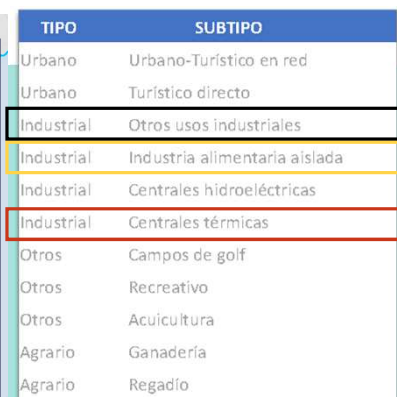 TIPO SUBTIPO
Urbano Urbano-Turístico en red
Urbano Turístico directo
Industrial Otros usos industriales
Industrial Industria alimentaria aislada
Industrial Centrales hidroeléctricas
Industrial Centrales térmicas
Otros Campos de golf
Otros Recreativo
Otros Acuicultura
Agrario Ganadería
Agrario Regadío